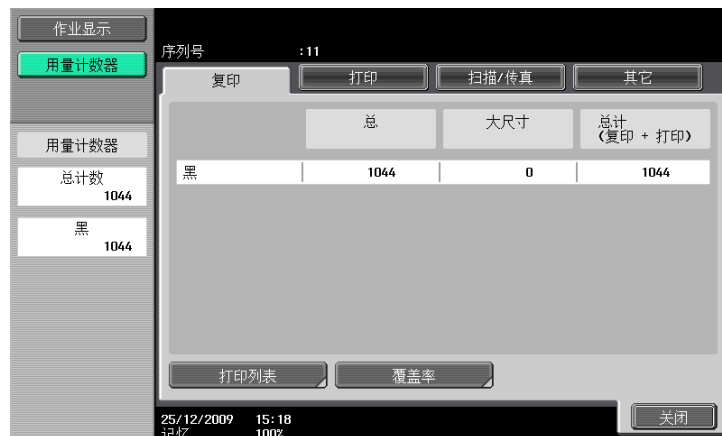 作业显示
用量计数器
用量计数器
总计数
1044
黑
1044
序列号 :11
复印 打印 扫描/传真 其它
总 大尺寸 总计
(复印 + 打印)
黑 1044 0 1044
打印列表 覆盖率
25/12/2009 15:18
记忆 100%
关闭